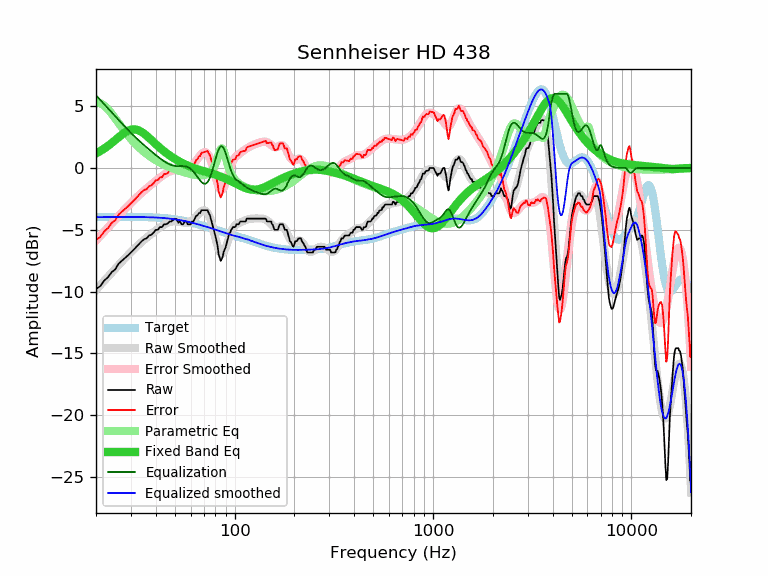 Sennheiser HD 438
Amplitude (dBr)
5
0
−5
−10
−15
−20
−25
Target
Raw Smoothed
Error Smoothed
Raw
Error
Parametric Eq
Fixed Band Eq
Equalization
Equalized smoothed
100
1000
10000
Frequency (Hz)